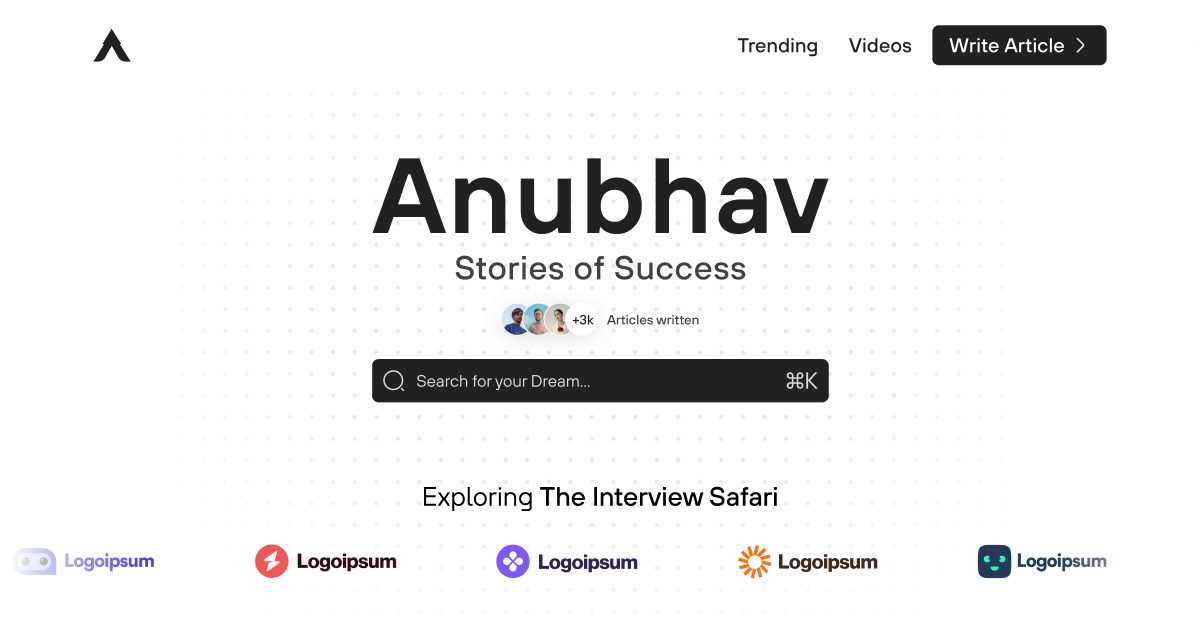 Trending Videos Write Article
Anubhav
Stories of Success
+3k Articles written
Search for your Dream... ⌘K
Exploring The Interview Safari
Logoipsum Logoipsum Logoipsum Logoipsum Logoipsum